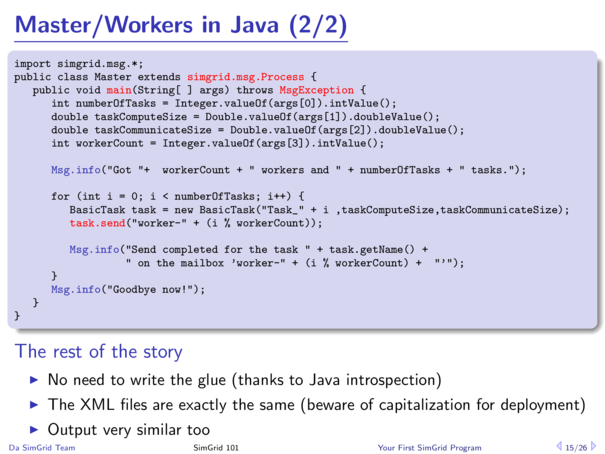 Master/Workers in Java (2/2)
import simgrid.msg.*;
public class Master extends simgrid.msg.Process {
public void main(String[ ] args) throws MsgException {
int numberOfTasks = Integer.valueOf(args[0]).intValue();
double taskComputeSize = Double.valueOf(args[1]).doubleValue();
double taskCommunicateSize = Double.valueOf(args[2]).doubleValue();
int workerCount = Integer.valueOf(args[3]).intValue();
Msg.info("Got "+  workerCount + " workers and " + numberOfTasks + " tasks.");
for (int i = 0; i < numberOfTasks; i++) {
BasicTask task = new BasicTask("Task_" + i ,taskComputeSize,taskCommunicateSize);
task.send("worker-" + (i % workerCount));
Msg.info("Send completed for the task " + task.getName() +
" on the mailbox 'worker-" + (i % workerCount) +  "'");
}
Msg.info("Goodbye now!");
}
}
The rest of the story
▶ No need to write the glue (thanks to Java introspection)
▶ The XML files are exactly the same (beware of capitalization for deployment)
▶ Output very similar too
Da SimGrid Team SimGrid 101 Your First SimGrid Program 15/26